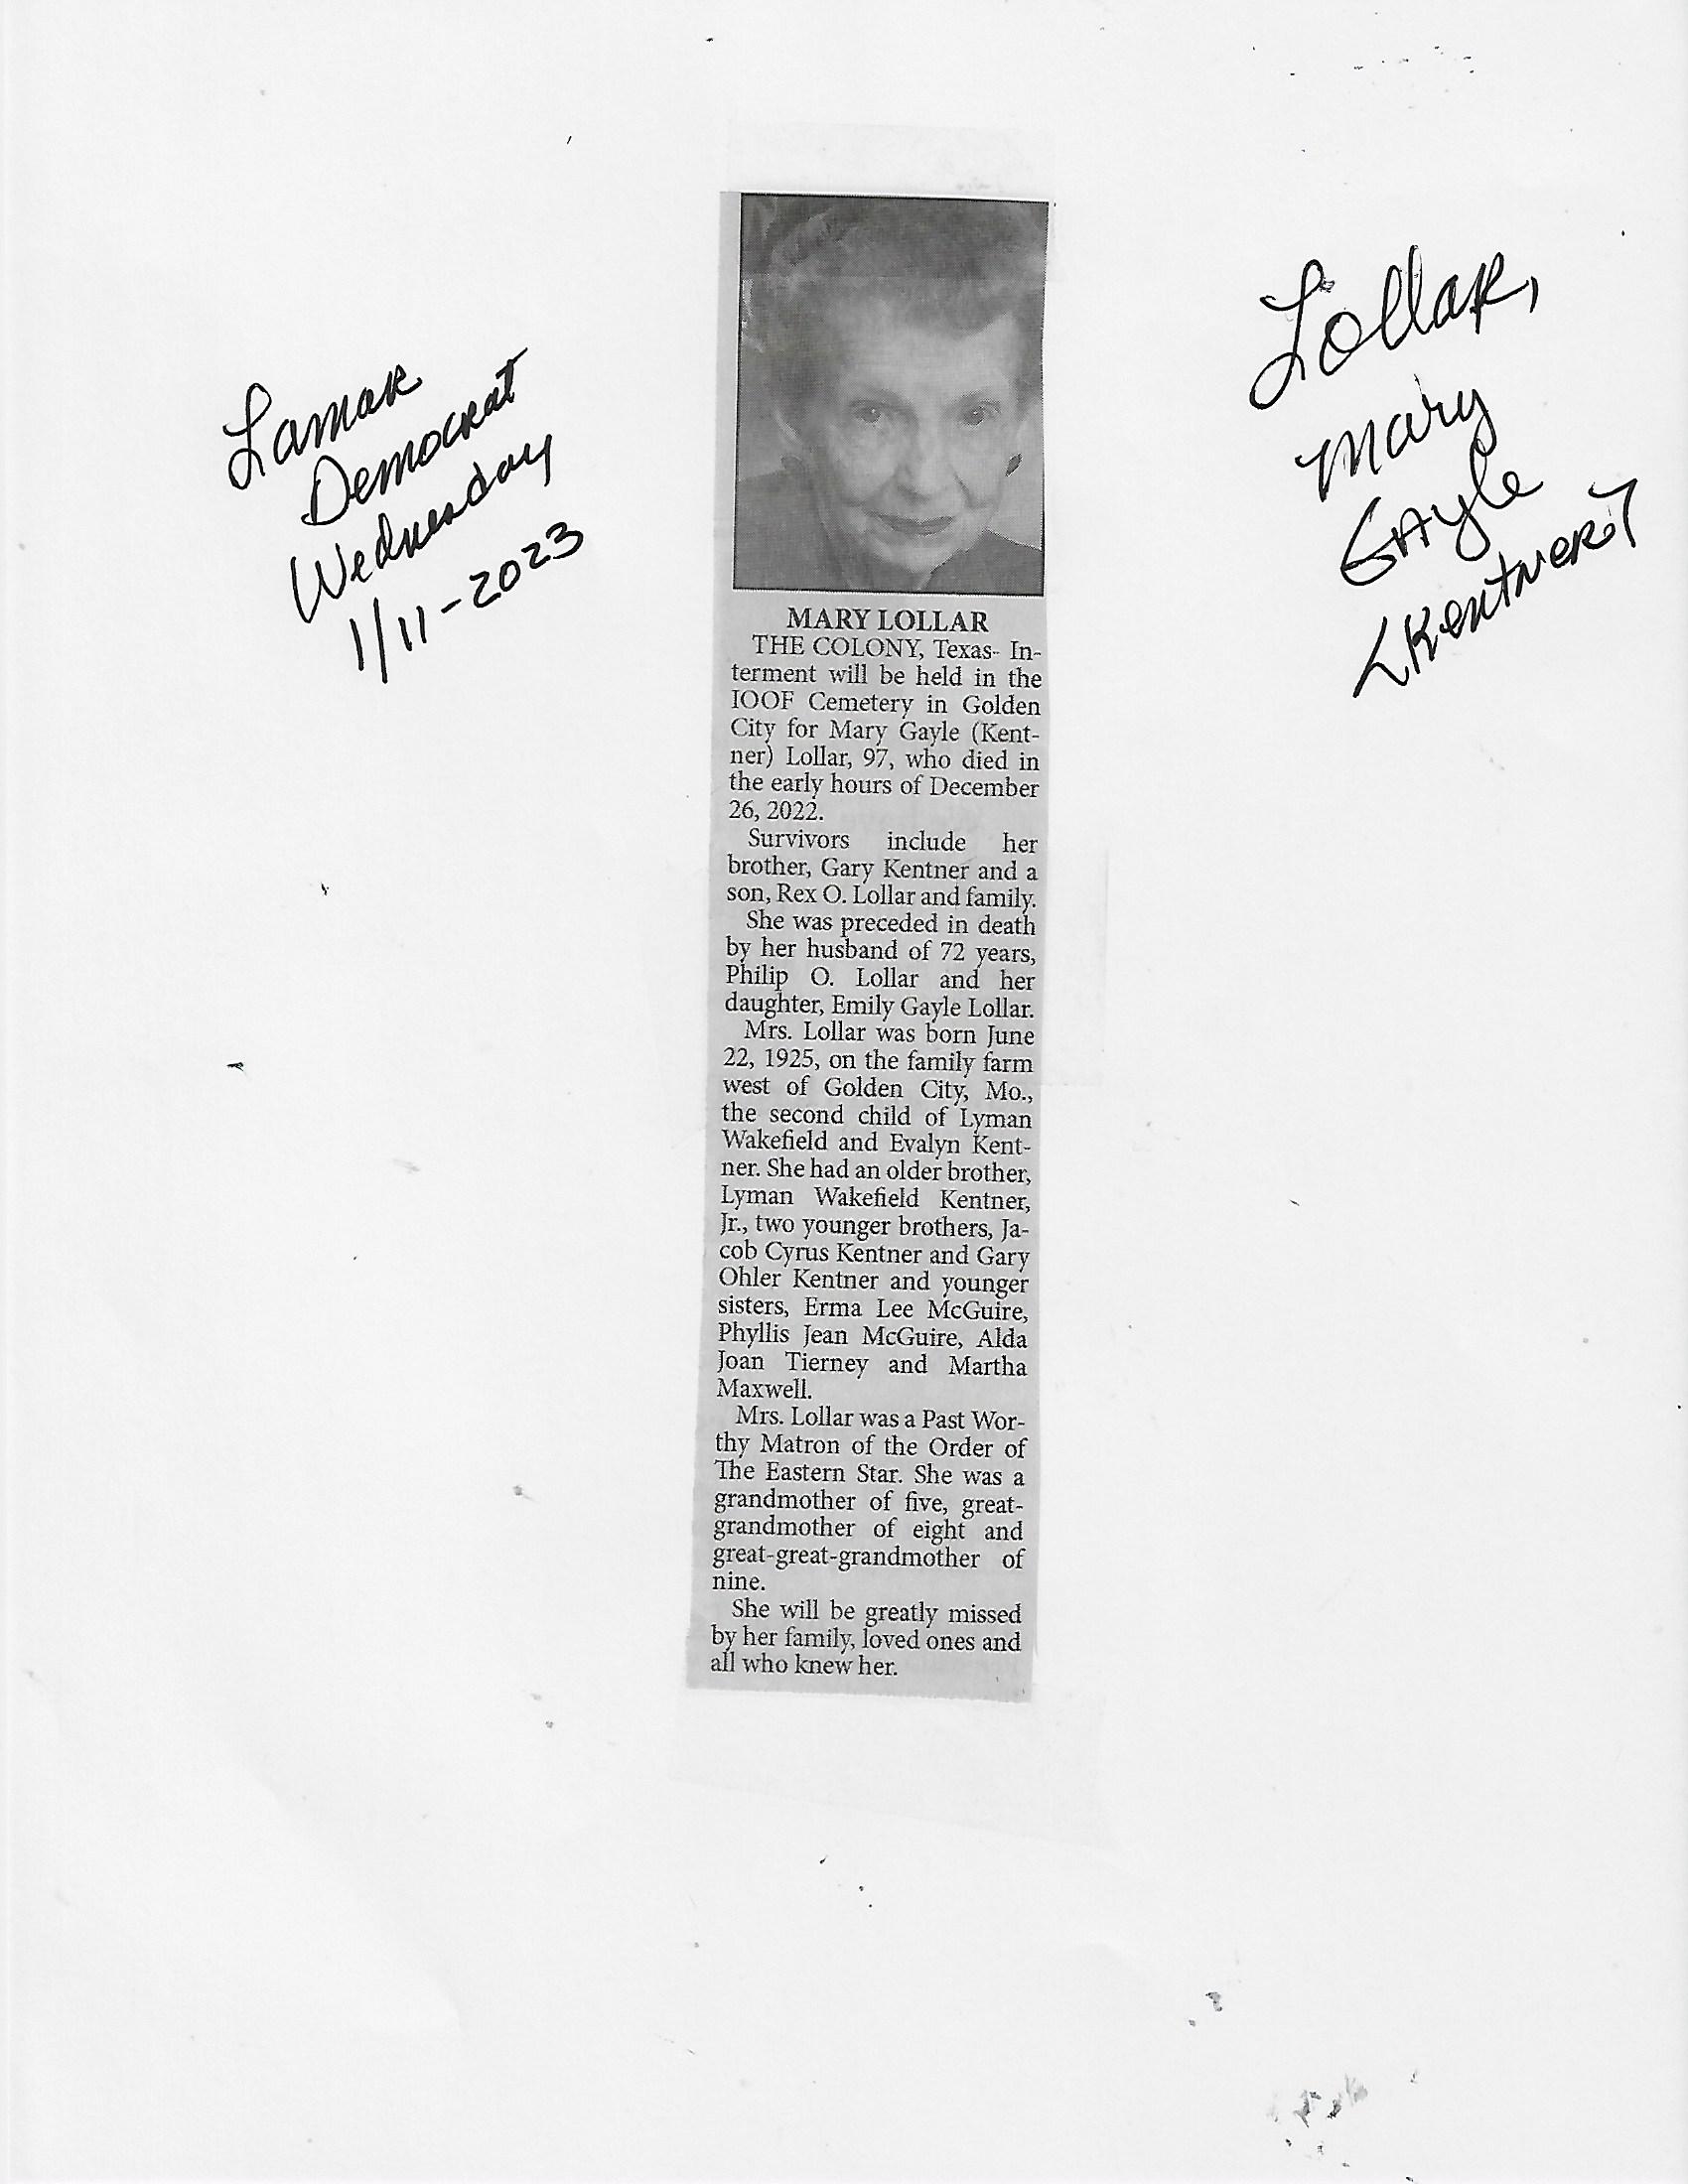 Lamar
Democrat
Wednesday
1/11-2023
Lollar,
Mary
Gayle
<Kentner>
MARY LOLLAR
THE COLONY, Texas- In-
terment will be held in the
IOOF Cemetery in Golden
City for Mary Gayle (Kent-
ner) Lollar, 97, who died in
the early hours of December
26, 2022.
Survivors include her
brother, Gary Kentner and a
son, Rex O. Lollar and family.
She was preceded in death
by her husband of 72 years,
Philip O. Lollar and her
daughter, Emily Gayle Lollar.
Mrs. Lollar was born June
22, 1925, on the family farm
west of Golden City, Mo.,
the second child of Lyman
Wakefield and Evalyn Kent-
ner. She had an older brother,
Lyman Wakefield Kentner,
Jr., two younger brothers, Ja-
cob Cyrus Kentner and Gary
Ohler Kentner and younger
sisters, Erma Lee McGuire,
Phyllis Jean McGuire, Alda
Joan Tierney and Martha
Maxwell.
Mrs. Lollar was a Past Wor-
thy Matron of the Order of
The Eastern Star. She was a
grandmother of five, great-
grandmother of eight and
great-great-grandmother of
nine.
She will be greatly missed
by her family, loved ones and
all who knew her.